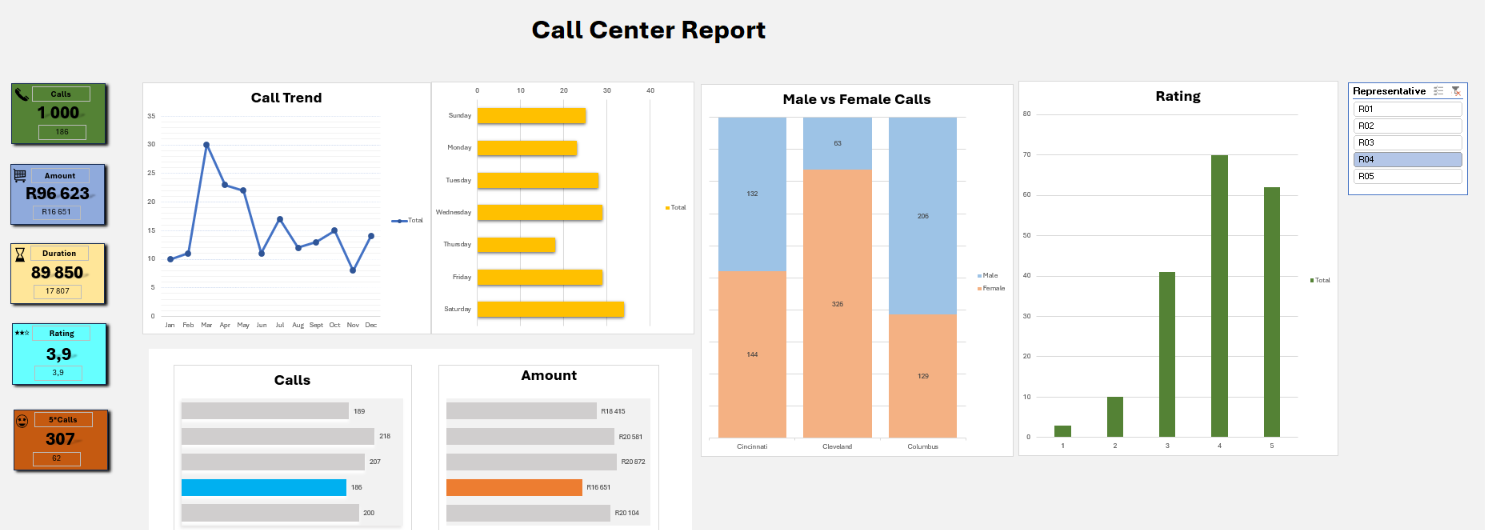 Call Center Report
Calls
1 000
186
Amount
R96 623
R16 651
Duration
89 850
17 807
Rating
3,9
3,9
5*Calls
307
62
Call Trend
35
30
25
20
15
10
5
0
Jan Feb Mar Apr May Jun Jul Aug Sept Oct Nov Dec
Total
0 10 20 30 40
Sunday
Monday
Tuesday
Wednesday
Thursday
Friday
Saturday
Total
Calls
189
218
207
186
200
Amount
R18 415
R20 581
R20 872
R16 651
R20 104
Male vs Female Calls
132 63 206
144 326 129
Cincinnati Cleveland Columbus
Male
Female
Rating
80
70
60
50
40
30
20
10
0
1 2 3 4 5
Total
Representative
R01
R02
R03
R04
R05